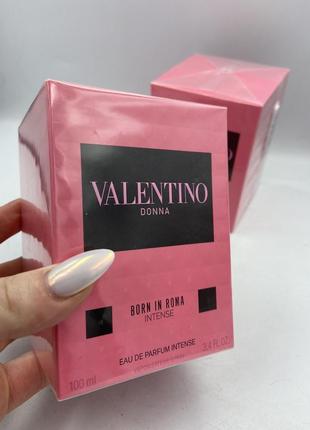 VALENTINO
DONNA
BORN IN ROMA
INTENSE
EAU DE PARFUM INTENSE
100 ml
3.4 FL.OZ.